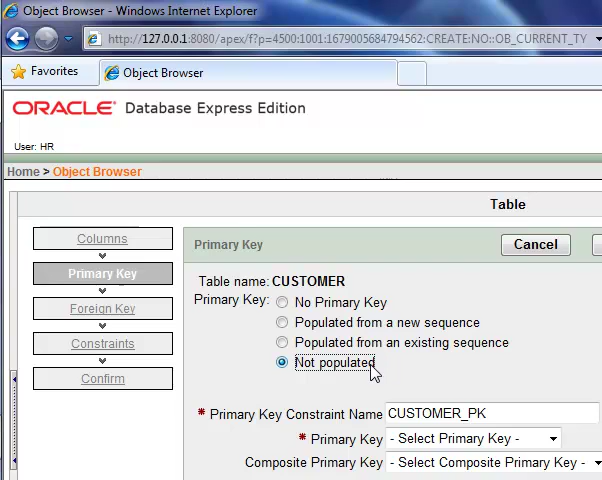 Object Browser - Windows Internet Explorer
http://127.0.0.1:8080/apex/f?p=4500:1001:1679005684794562:CREATE:NO::OB_CURRENT_TY
Favorites
Object Browser
ORACLE Database Express Edition
User: HR
Home > Object Browser
Table
Columns
Primary Key
Foreign Key
Constraints
Confirm
Primary Key
Cancel
Table name: CUSTOMER
Primary Key:
No Primary Key
Populated from a new sequence
Populated from an existing sequence
Not populated
* Primary Key Constraint Name CUSTOMER_PK
* Primary Key - Select Primary Key -
Composite Primary Key - Select Composite Primary Key -